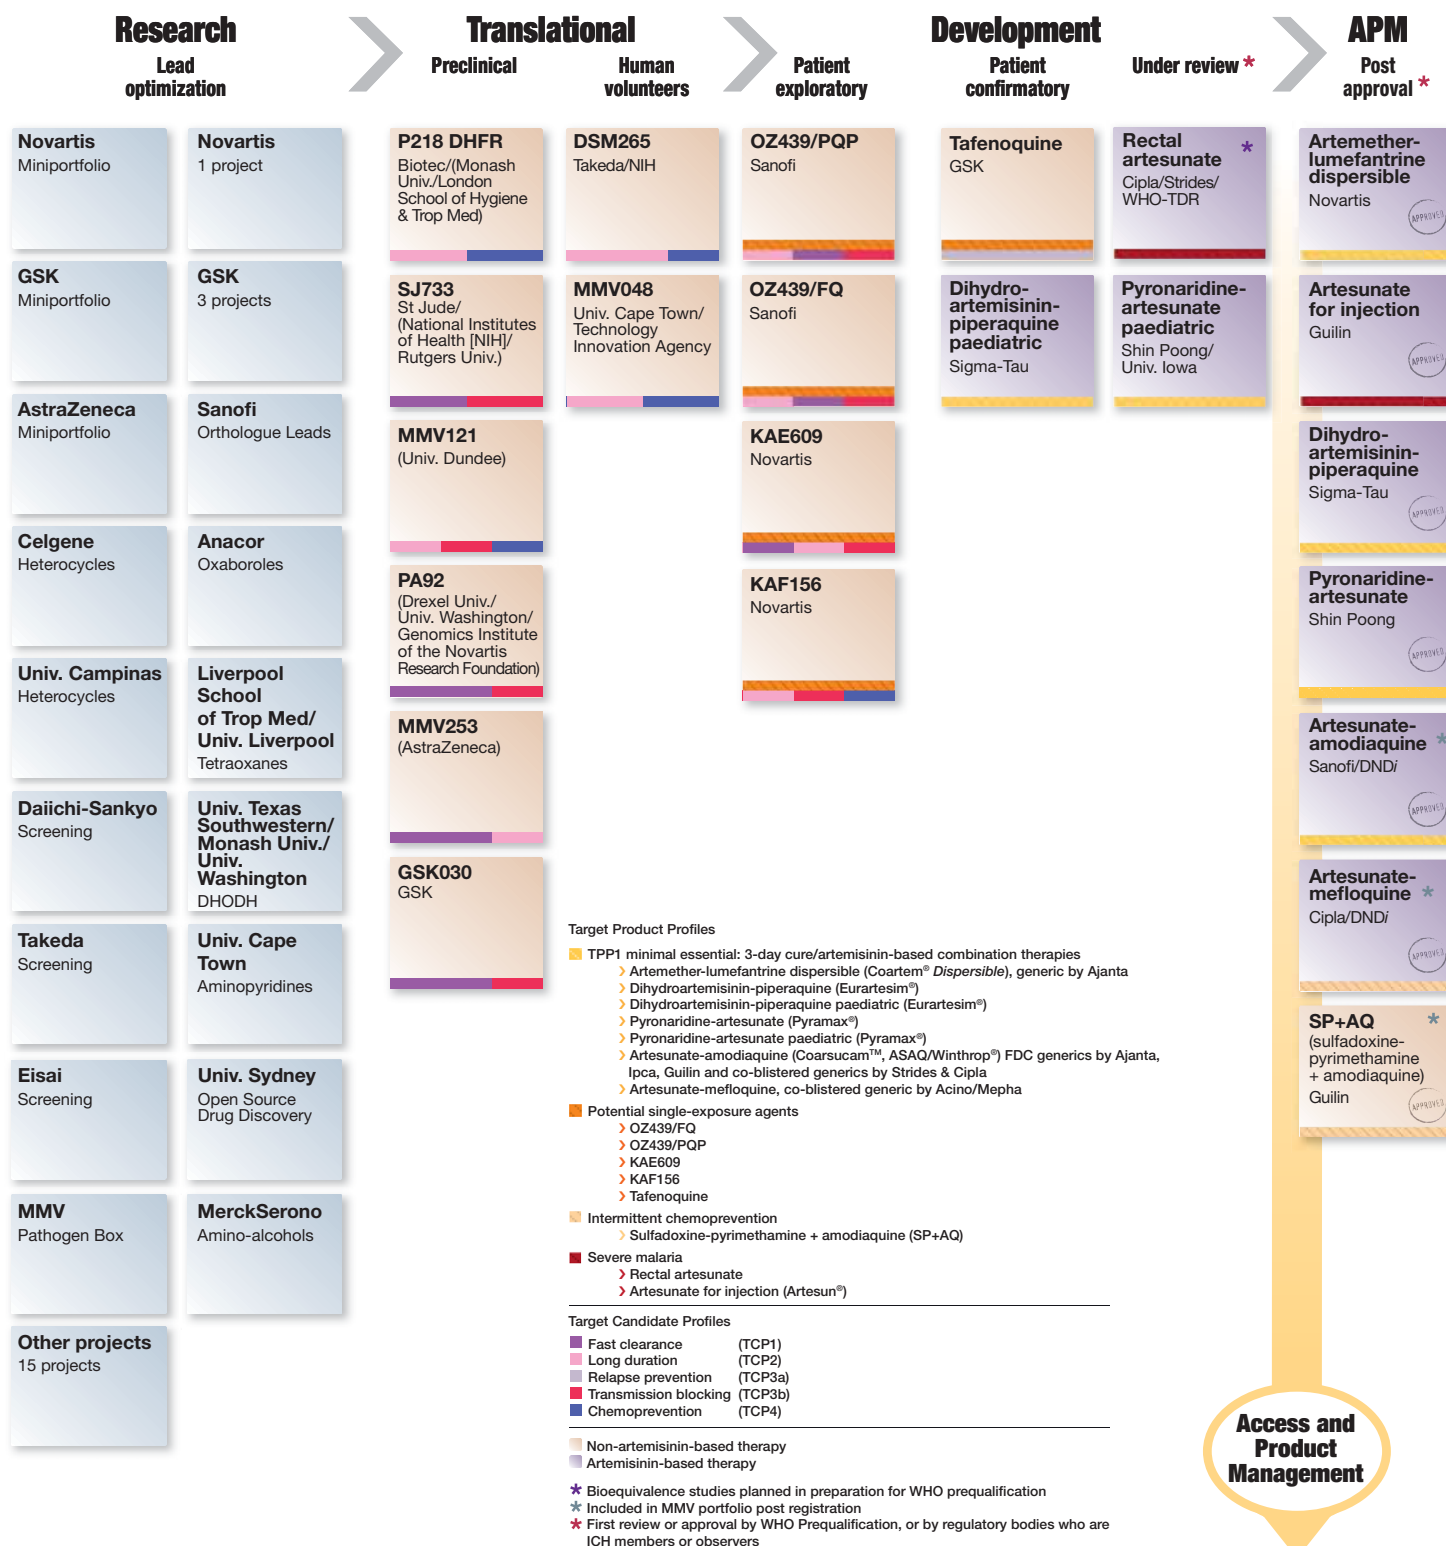 Research
Translational
Development
APM
Lead
optimization
Preclinical
Human
volunteers
Patient
exploratory
Patient
confirmatory
Under review *
Post
approval *
Novartis
Miniportfolio
GSK
Miniportfolio
AstraZeneca
Miniportfolio
Celgene
Heterocycles
Univ. Campinas
Heterocycles
Daiichi-Sankyo
Screening
Takeda
Screening
Eisai
Screening
MMV
Pathogen Box
Other projects
15 projects
Novartis
1 project
GSK
3 projects
Sanofi
Orthologue Leads
Anacor
Oxaboroles
Liverpool
School
of Trop Med/
Univ. Liverpool
Tetraoxanes
Univ. Texas
Southwestern/
Monash Univ./
Univ.
Washington
DHODH
Univ. Cape
Town
Aminopyridines
Univ. Sydney
Open Source
Drug Discovery
MerckSerono
Amino-alcohols
P218 DHFR
Biotec/(Monash
Univ./London
School of Hygiene
& Trop Med)
SJ733
St Jude/
(National Institutes
of Health [NIH]/
Rutgers Univ.)
MMV121
(Univ. Dundee)
PA92
(Drexel Univ./
Univ. Washington/
Genomics Institute
of the Novartis
Research Foundation)
MMV253
(AstraZeneca)
GSK030
GSK
DSM265
Takeda/NIH
MMV048
Univ. Cape Town/
Technology
Innovation Agency
OZ439/PQP
Sanofi
OZ439/FQ
Sanofi
KAE609
Novartis
KAF156
Novartis
Tafenoquine
GSK
Dihydro-
artemisinin-
piperaquine
paediatric
Sigma-Tau
Rectal
artesunate *
Cipla/Strides/
WHO-TDR
Pyronaridine-
artesunate
paediatric
Shin Poong/
Univ. Iowa
Artemether-
lumefantrine
dispersible
Novartis
APPROVED
Artesunate
for injection
Guilin
APPROVED
Dihydro-
artemisinin-
piperaquine
Sigma-Tau
APPROVED
Pyronaridine-
artesunate
Shin Poong
APPROVED
Artesunate-
amodiaquine *
Sanofi/DNDi
APPROVED
Artesunate-
mefloquine *
Cipla/DNDi
APPROVED
SP+AQ *
(sulfadoxine-
pyrimethamine
+ amodiaquine)
Guilin
APPROVED
Target Product Profiles
TPP1 minimal essential: 3-day cure/artemisinin-based combination therapies
› Artemether-lumefantrine dispersible (Coartem® Dispersible), generic by Ajanta
› Dihydroartemisinin-piperaquine (Eurartesim®)
› Dihydroartemisinin-piperaquine paediatric (Eurartesim®)
› Pyronaridine-artesunate (Pyramax®)
› Pyronaridine-artesunate paediatric (Pyramax®)
› Artesunate-amodiaquine (Coarsucam™, ASAQ/Winthrop®) FDC generics by Ajanta,
Ipca, Guilin and co-blistered generics by Strides & Cipla
› Artesunate-mefloquine, co-blistered generic by Acino/Mepha
Potential single-exposure agents
› OZ439/FQ
› OZ439/PQP
› KAE609
› KAF156
› Tafenoquine
Intermittent chemoprevention
› Sulfadoxine-pyrimethamine + amodiaquine (SP+AQ)
Severe malaria
› Rectal artesunate
› Artesunate for injection (Artesun®)
Target Candidate Profiles
Fast clearance (TCP1)
Long duration (TCP2)
Relapse prevention (TCP3a)
Transmission blocking (TCP3b)
Chemoprevention (TCP4)
Non-artemisinin-based therapy
Artemisinin-based therapy
* Bioequivalence studies planned in preparation for WHO prequalification
* Included in MMV portfolio post registration
* First review or approval by WHO Prequalification, or by regulatory bodies who are
ICH members or observers
Access and
Product
Management